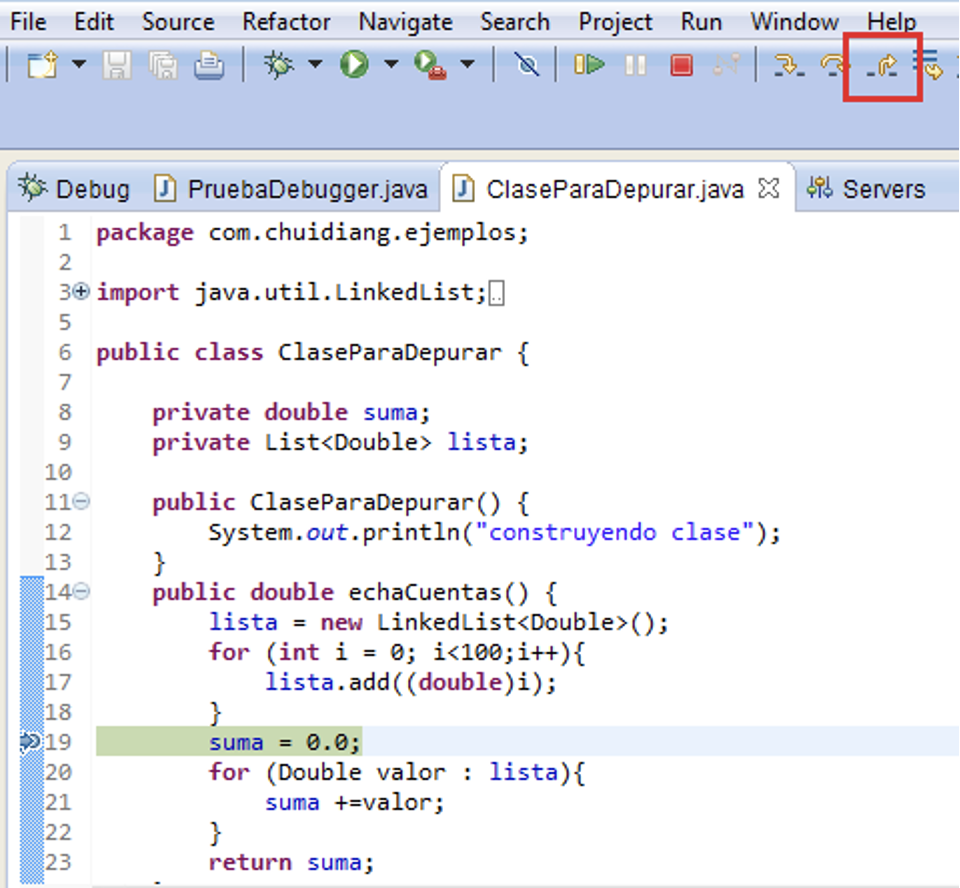 File Edit Source Refactor Navigate Search Project Run Window Help
Debug PruebaDebugger.java ClaseParaDepurar.java Servers
1 package com.chuidiang.ejemplos;
2
3 import java.util.LinkedList;
5
6 public class ClaseParaDepurar {
7
8 private double suma;
9 private List<Double> lista;
10
11 public ClaseParaDepurar() {
12 System.out.println("construyendo clase");
13 }
14 public double echaCuentas() {
15 lista = new LinkedList<Double>();
16 for (int i = 0; i<100;i++){
17 lista.add((double)i);
18 }
19 suma = 0.0;
20 for (Double valor : lista){
21 suma +=valor;
22 }
23 return suma;